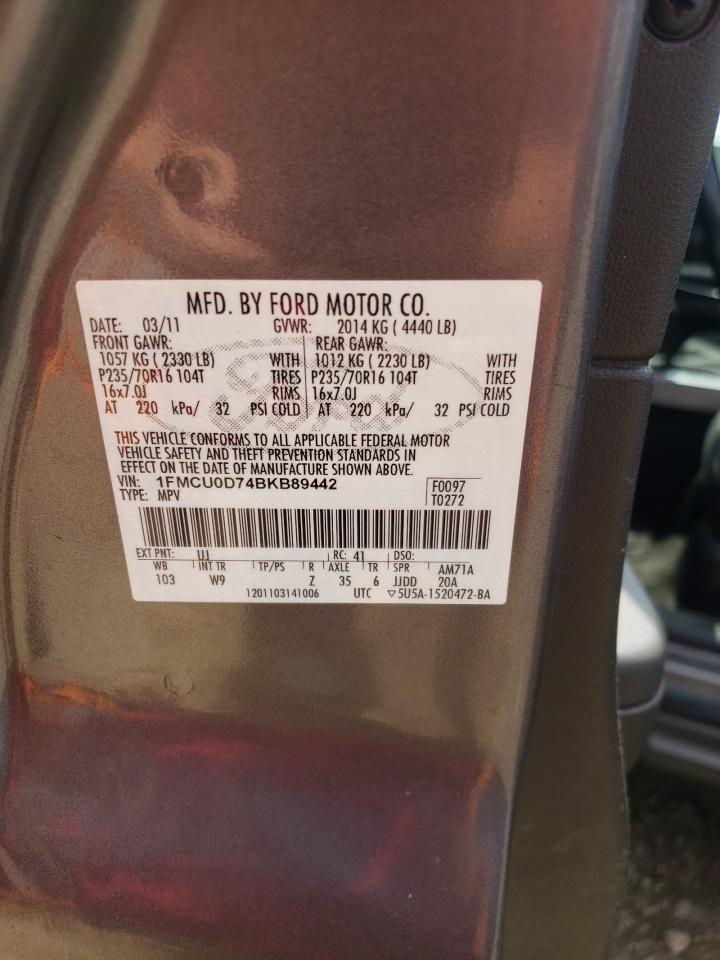 MFD. BY FORD MOTOR CO.
DATE: 03/11 GVWR: 2014 KG ( 4440 LB)
FRONT GAWR: REAR GAWR:
1057 KG ( 2330 LB) WITH 1012 KG ( 2230 LB) WITH
P235/70R16 104T TIRES P235/70R16 104T TIRES
16x7.0J RIMS 16x7.0J RIMS
AT 220 kPa/ 32 PSI COLD AT 220 kPa/ 32 PSI COLD
Ford
THIS VEHICLE CONFORMS TO ALL APPLICABLE FEDERAL MOTOR
VEHICLE SAFETY AND THEFT PREVENTION STANDARDS IN
EFFECT ON THE DATE OF MANUFACTURE SHOWN ABOVE.
VIN: 1FMCU0D74BKB89442 F0097
TYPE: MPV T0272
EXT PNT: UJ RC: 41 DSO:
WB INT TR TP/PS R AXLE TR SPR AM71A
103 W9 Z 35 6 JJDD 20A
1201103141006 UTC ▽5U5A-1520472-BA